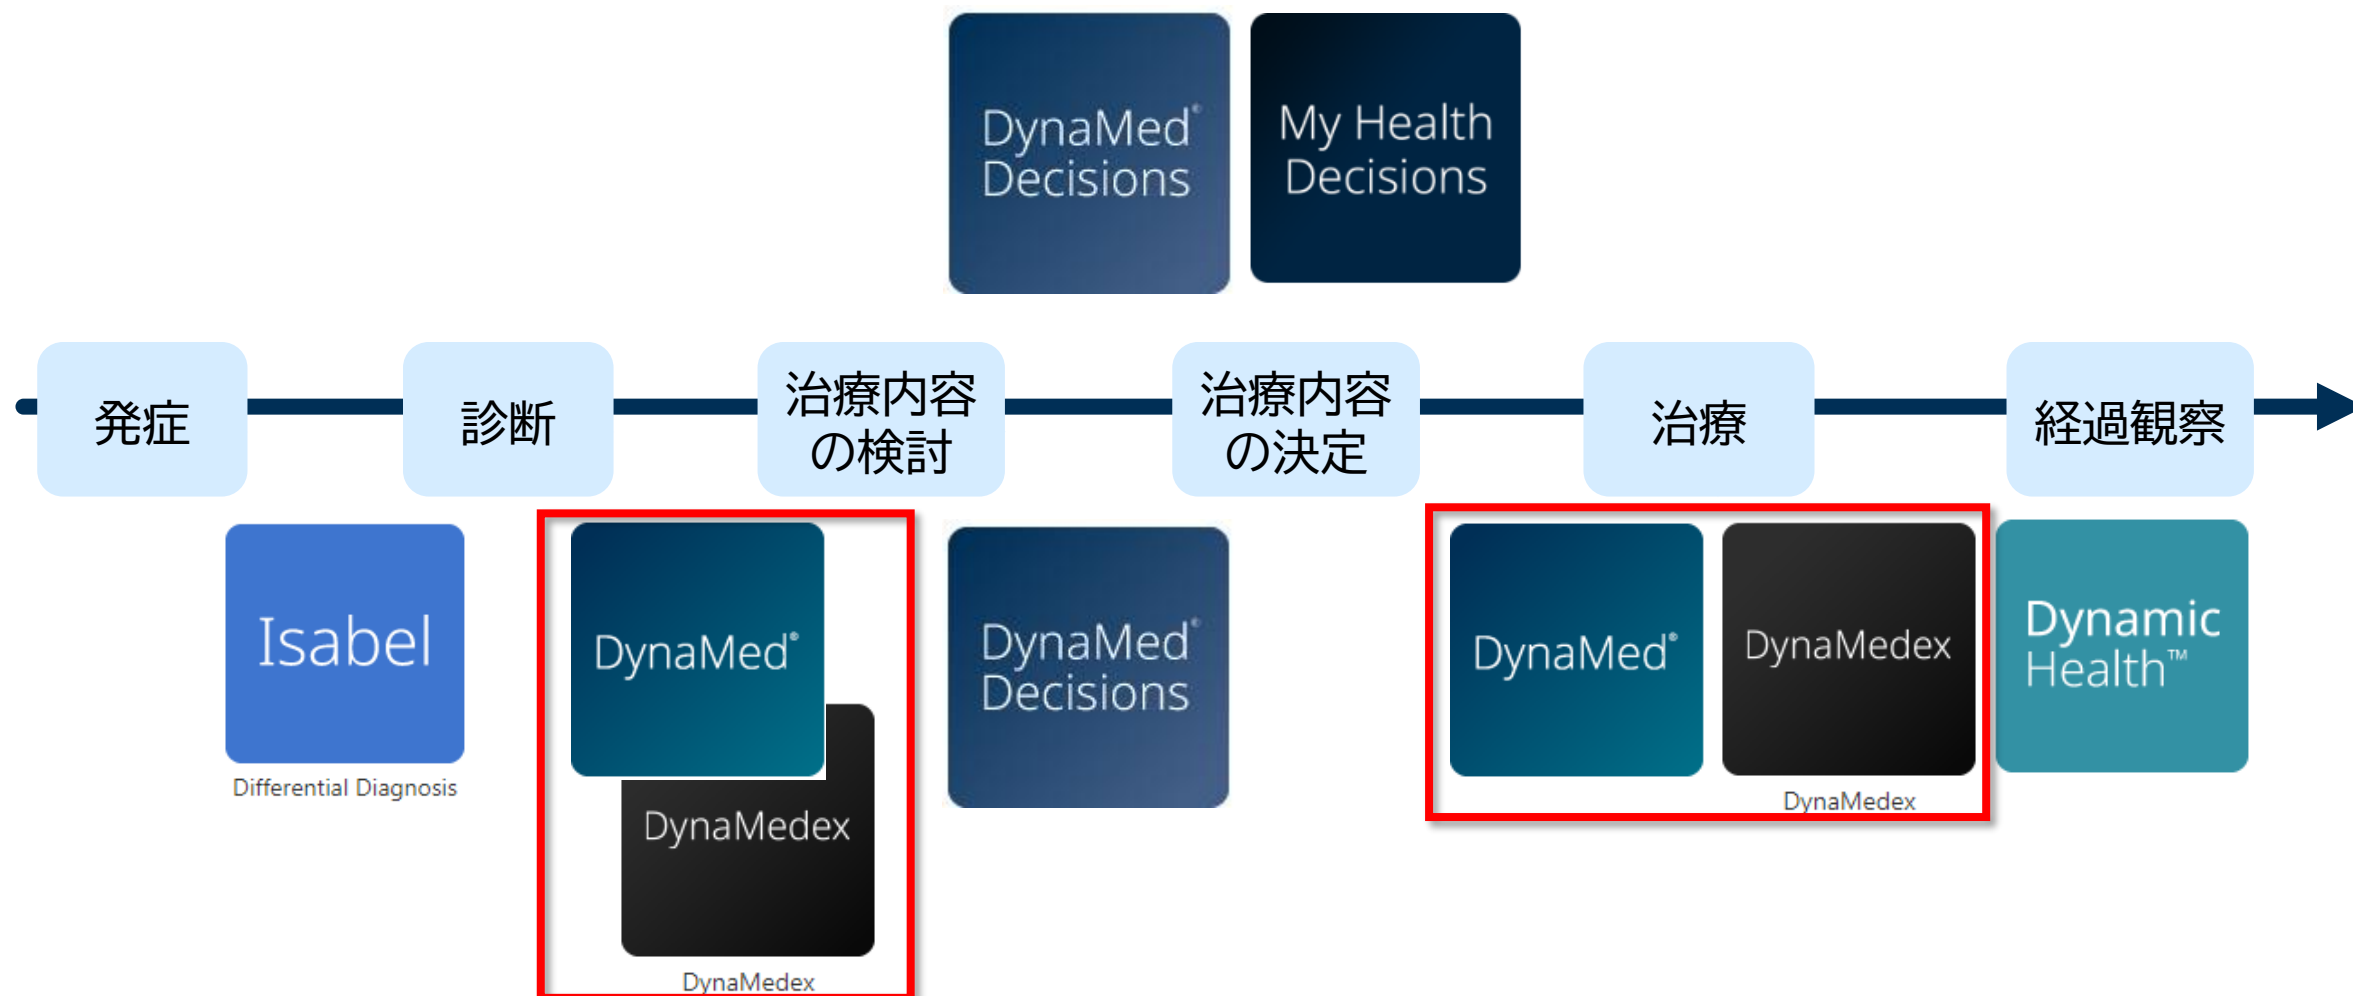 DynaMed®
Decisions
My Health
Decisions
発症
診断
治療内容
の検討
治療内容
の決定
治療
経過観察
Isabel
Differential Diagnosis
DynaMed®
DynaMedex
DynaMedex
DynaMed®
Decisions
DynaMed®
DynaMedex
DynaMedex
Dynamic
Health™